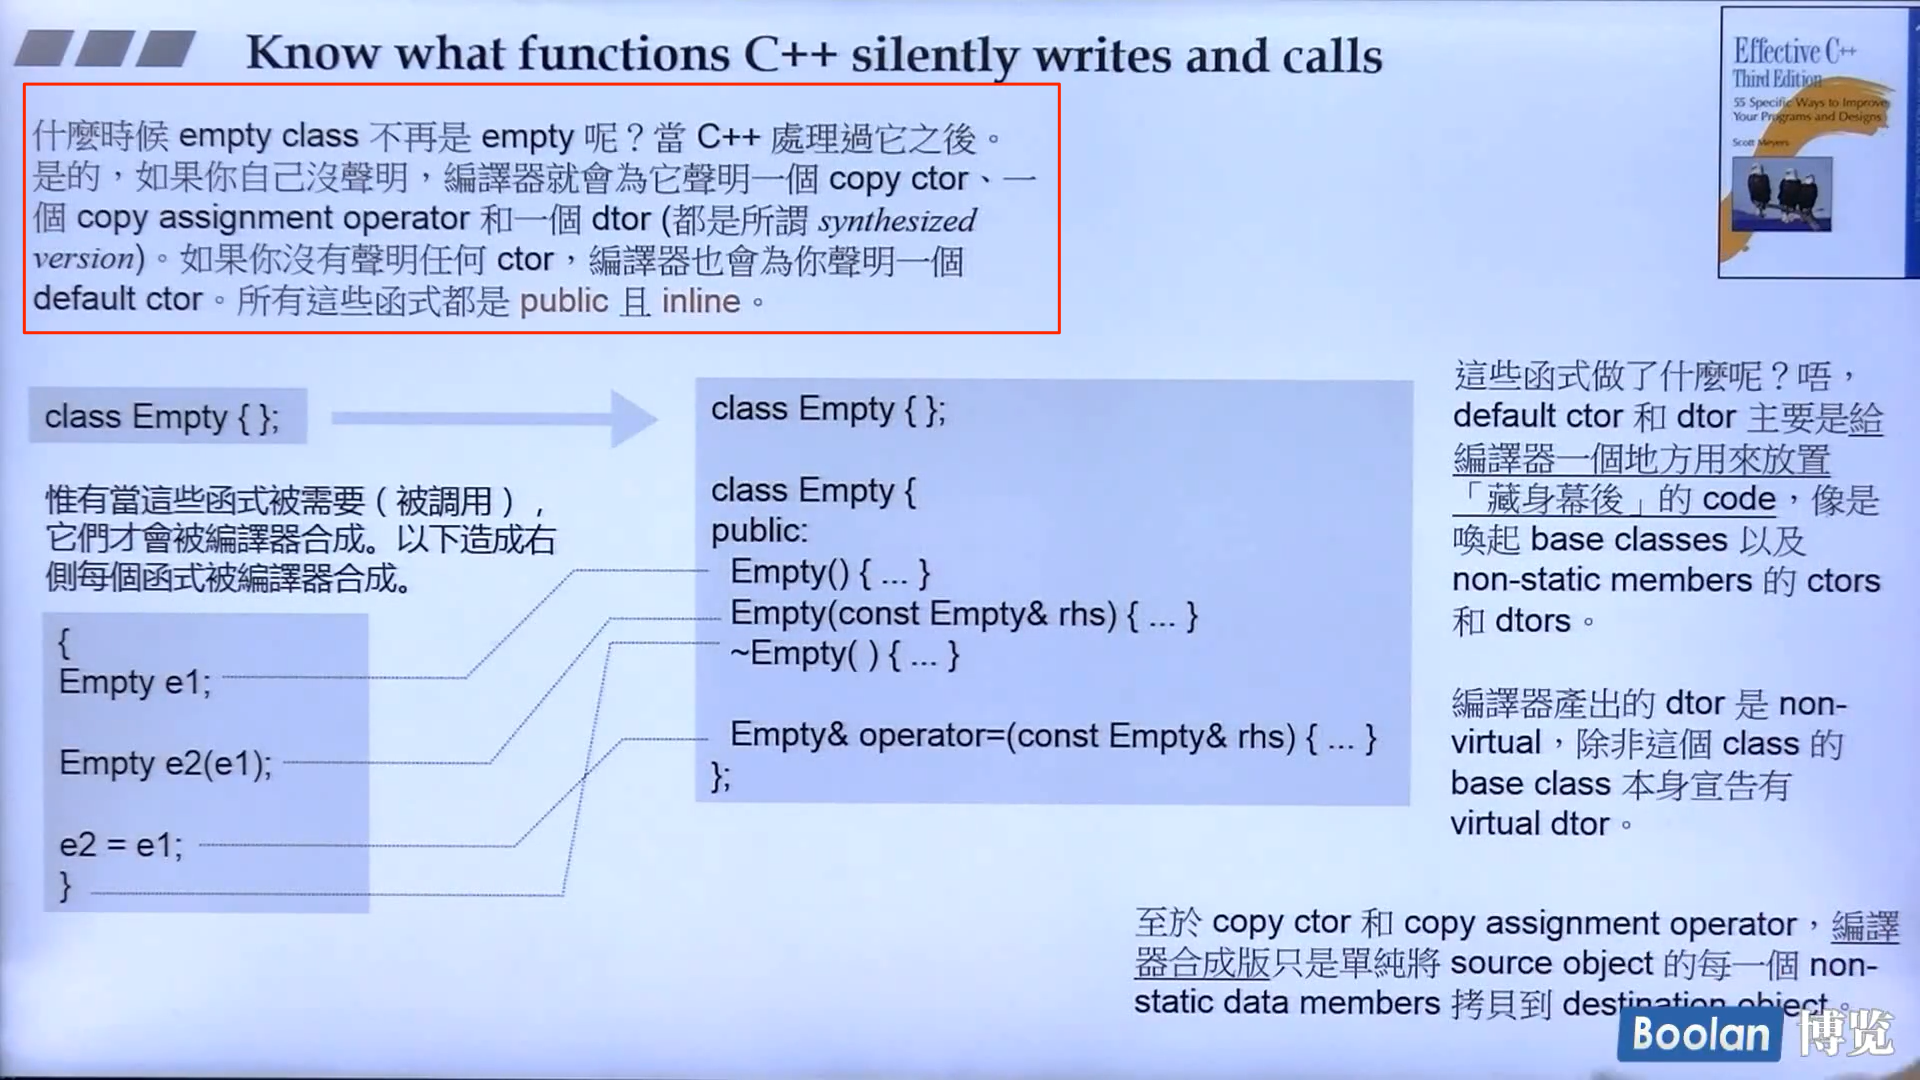 Know what functions C++ silently writes and calls
什麼時候 empty class 不再是 empty 呢？當 C++ 處理過它之後。
是的，如果你自己沒聲明，編譯器就會為它聲明一個 copy ctor、一
個 copy assignment operator 和一個 dtor (都是所謂 synthesized
version)。如果你沒有聲明任何 ctor，編譯器也會為你聲明一個
default ctor。所有這些函式都是 public 且 inline。
Effective C++
Third Edition
55 Specific Ways to Improve
Your Programs and Designs
Scott Meyers
class Empty { };
惟有當這些函式被需要（被調用），
它們才會被編譯器合成。以下造成右
側每個函式被編譯器合成。
{
Empty e1;
Empty e2(e1);
e2 = e1;
}
class Empty { };
class Empty {
public:
Empty() { ... }
Empty(const Empty& rhs) { ... }
~Empty( ) { ... }
Empty& operator=(const Empty& rhs) { ... }
};
這些函式做了什麼呢？唔，
default ctor 和 dtor 主要是給
編譯器一個地方用來放置
「藏身幕後」的 code，像是
喚起 base classes 以及
non-static members 的 ctors
和 dtors。
編譯器產出的 dtor 是 non-
virtual，除非這個 class 的
base class 本身宣告有
virtual dtor。
至於 copy ctor 和 copy assignment operator，編譯
器合成版只是單純將 source object 的每一個 non-
static data members 拷貝到 destination object。
Boolan 博览